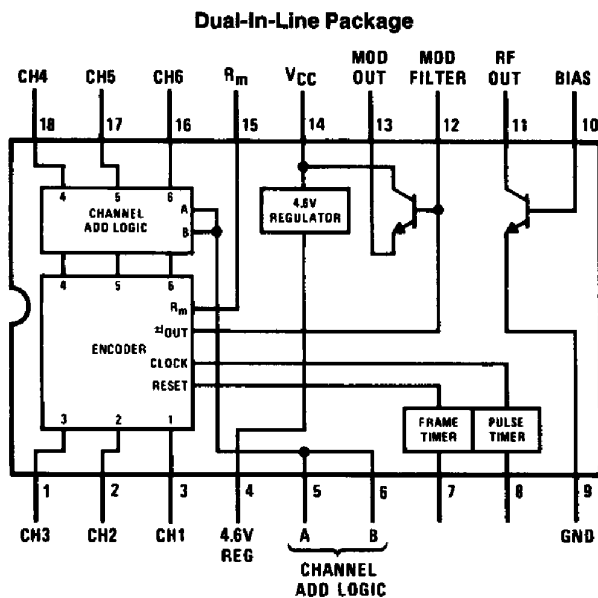 Dual-In-Line Package
MOD MOD RF
CH4 CH5 CH6 Rm VCC OUT FILTER OUT BIAS
18 17 16 15 14 13 12 11 10
4 5 6
A
CHANNEL
ADD LOGIC
B
4.6V
REGULATOR
4 5 6
Rm
OUT
ENCODER
CLOCK
RESET
3 2 1
FRAME
TIMER
PULSE
TIMER
1 2 3 4 5 6 7 8 9
CH3 CH2 CH1 4.6V
REG
A B GND
CHANNEL
ADD LOGIC